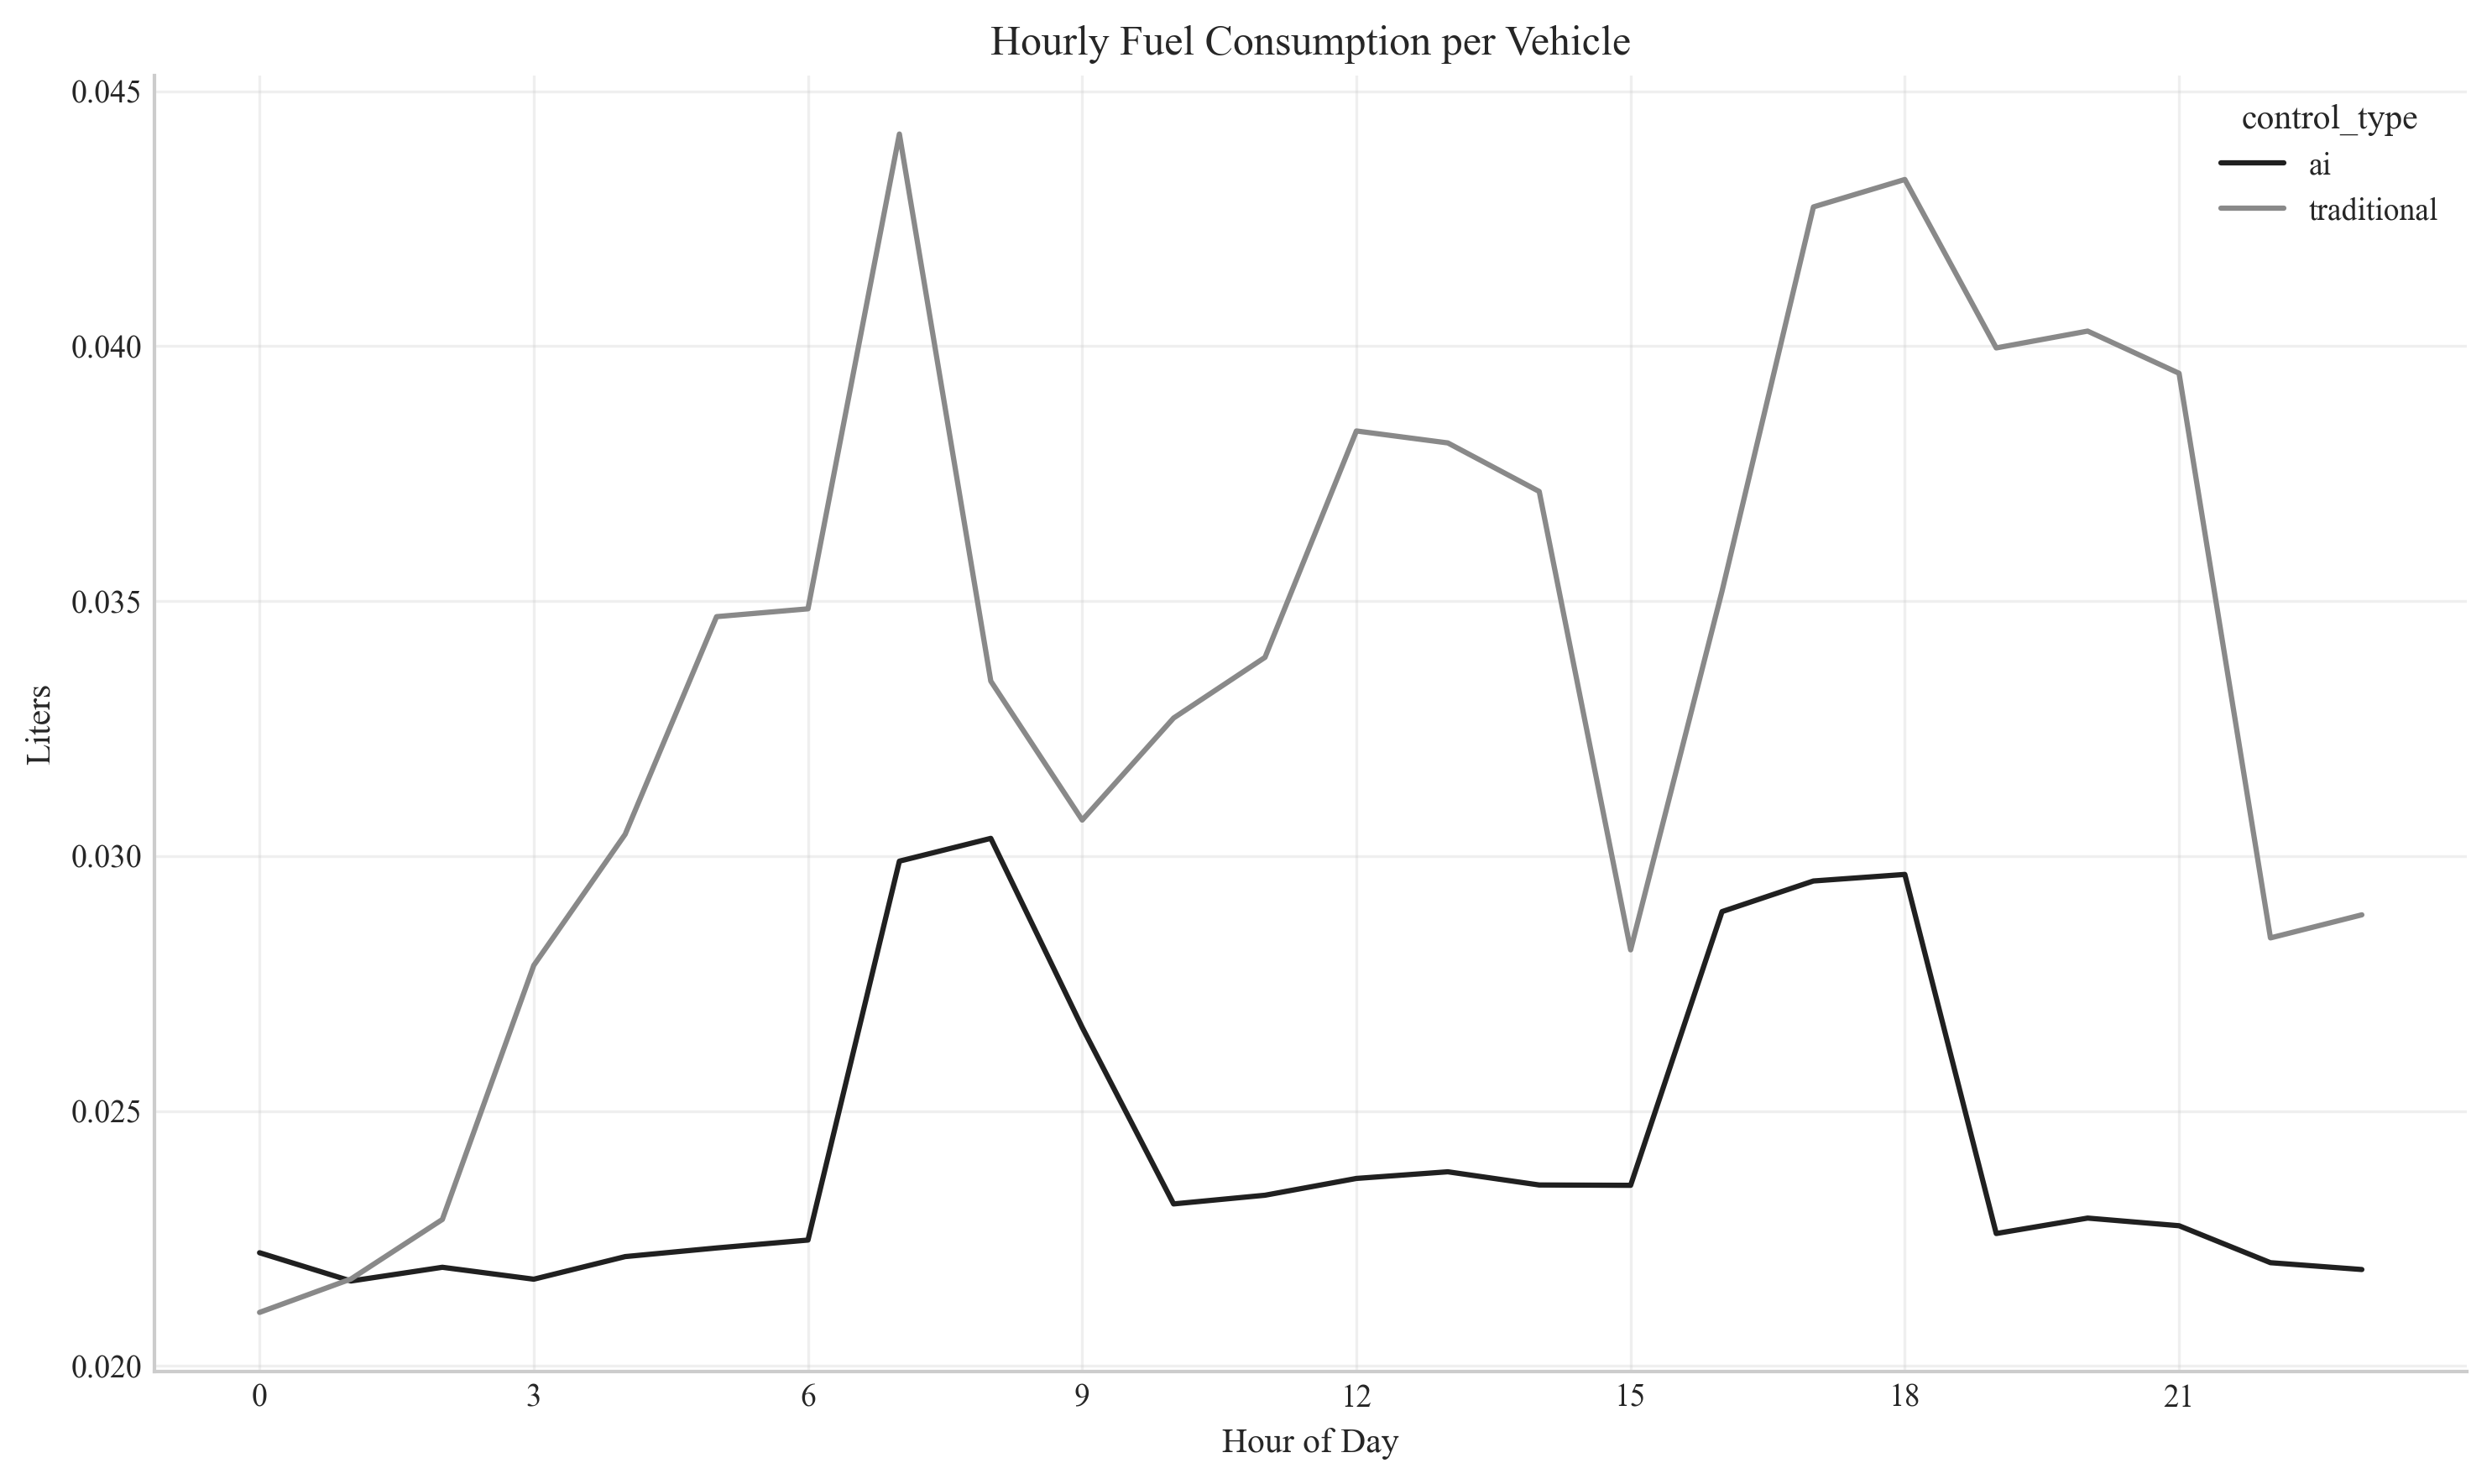 Hourly Fuel Consumption per Vehicle
0.045
0.040
0.035
0.030
0.025
0.020
Liters
control_type
ai
traditional
0 3 6 9 12 15 18 21
Hour of Day